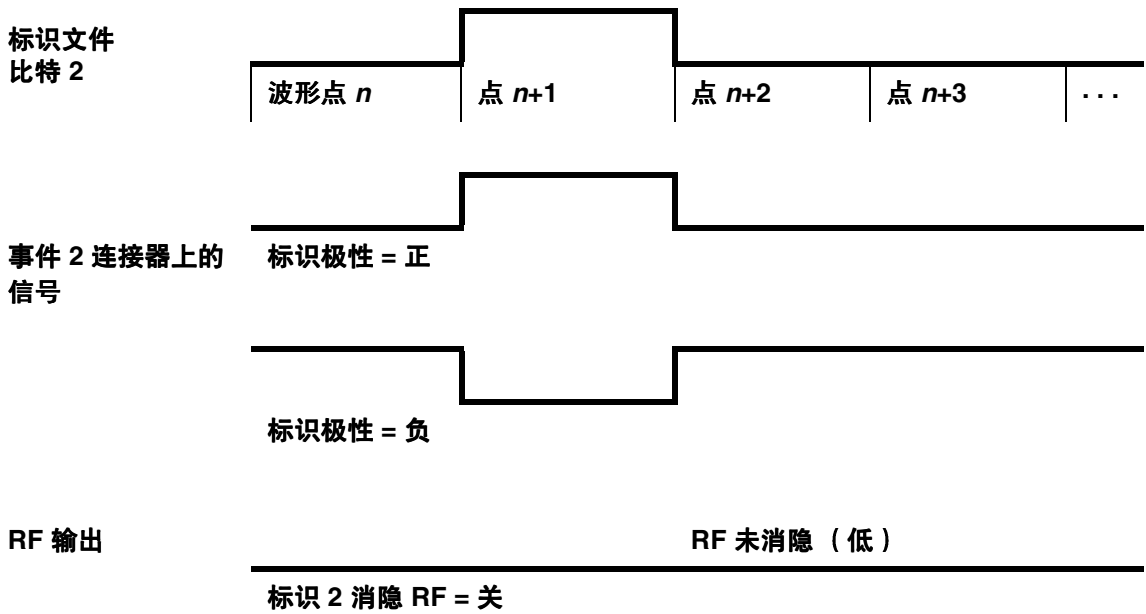 标识文件
比特 2
波形点 n
点 n+1
点 n+2
点 n+3
. . .
事件 2 连接器上的
信号
标识极性 = 正
标识极性 = 负
RF 输出
RF 未消隐 （低）
标识 2 消隐 RF = 关